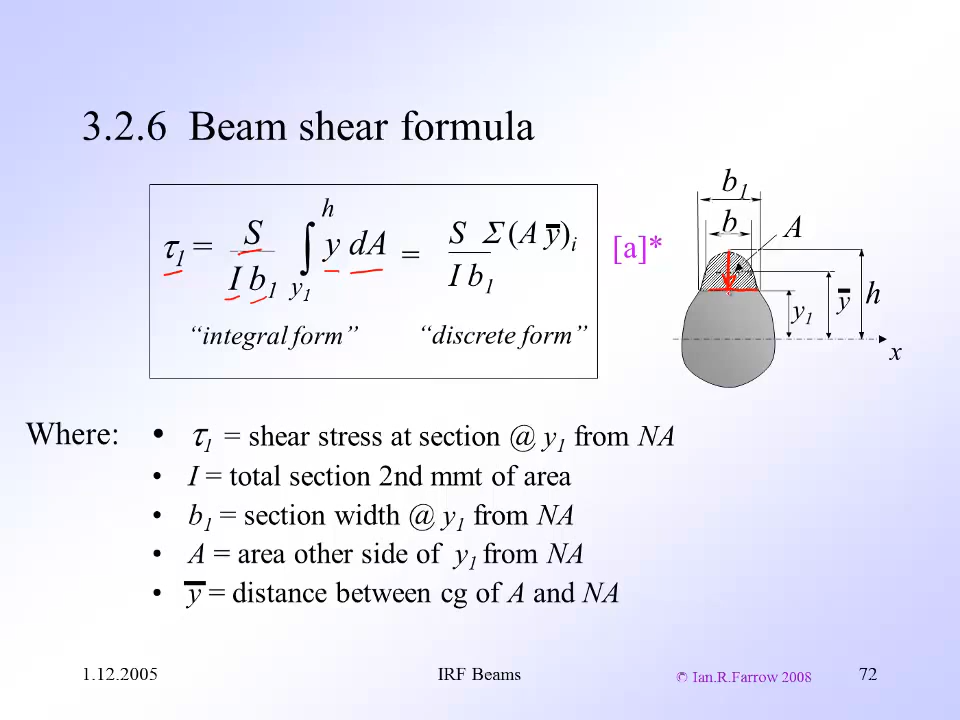 3.2.6 Beam shear formula
τ1 = S / I b1 ∫ y1 h y dA = S Σ (A y̅)i / I b1 [a]*
“integral form” “discrete form”
b1
b
A
y1
y̅
h
x
Where: • τ1 = shear stress at section @ y1 from NA
• I = total section 2nd mmt of area
• b1 = section width @ y1 from NA
• A = area other side of y1 from NA
• y̅ = distance between cg of A and NA
1.12.2005 IRF Beams © Ian.R.Farrow 2008 72